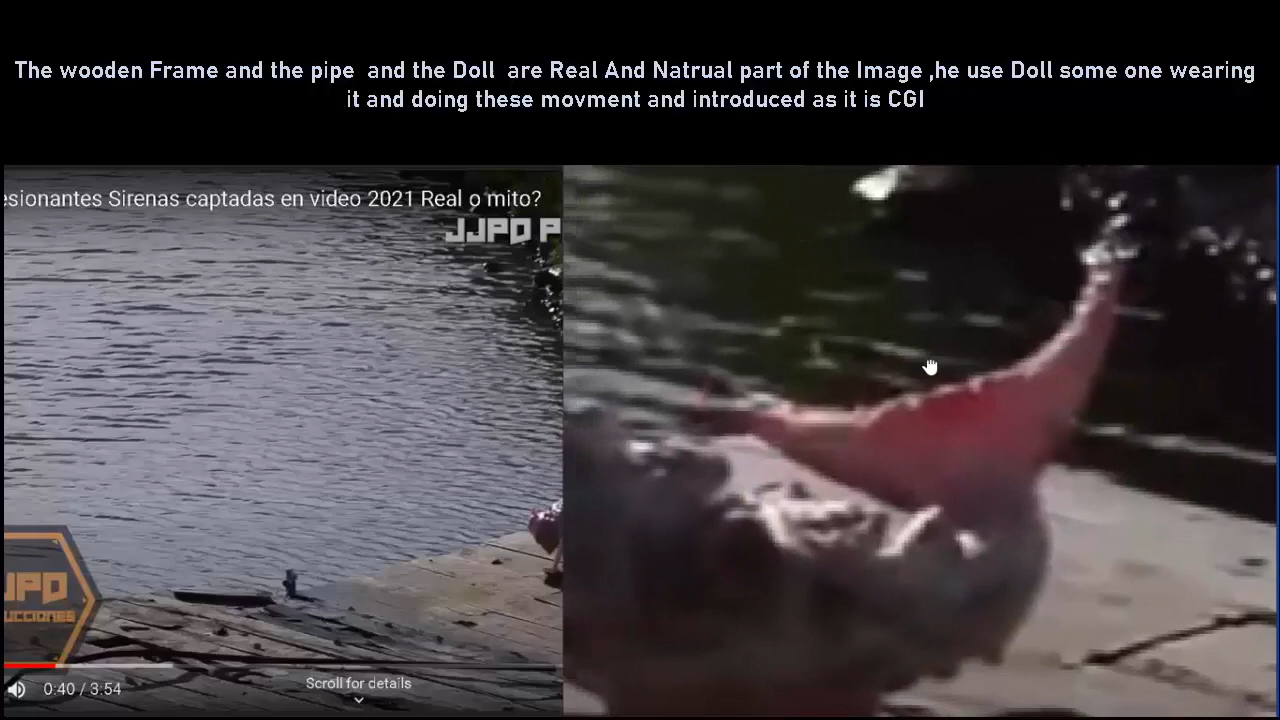 The wooden Frame and the pipe  and the Doll  are Real And Natrual part of the Image ,he use Doll some one wearing
it and doing these movment and introduced as it is CGI
esionantes Sirenas captadas en video 2021 Real o mito?
JJPD P
JPD
UCCIONES
0:40 / 3:54
Scroll for details